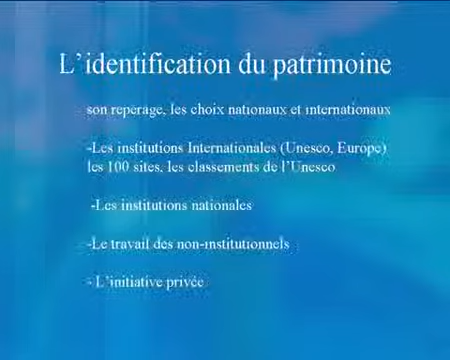 L'identification du patrimoine
son repérage, les choix nationaux et internationaux
-Les institutions Internationales (Unesco, Europe)
les 100 sites, les classements de l'Unesco
-Les institutions nationales
-Le travail des non-institutionnels
- L'initiative privée